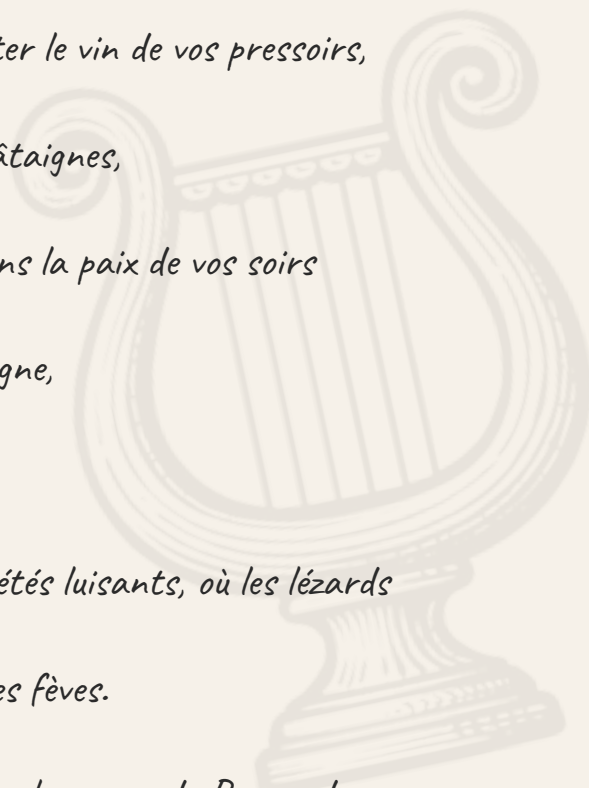 ter le vin de vos pressoirs,
âtaignes,
ns la paix de vos soirs
gne,
étés luisants, où les lézards
es fèves.